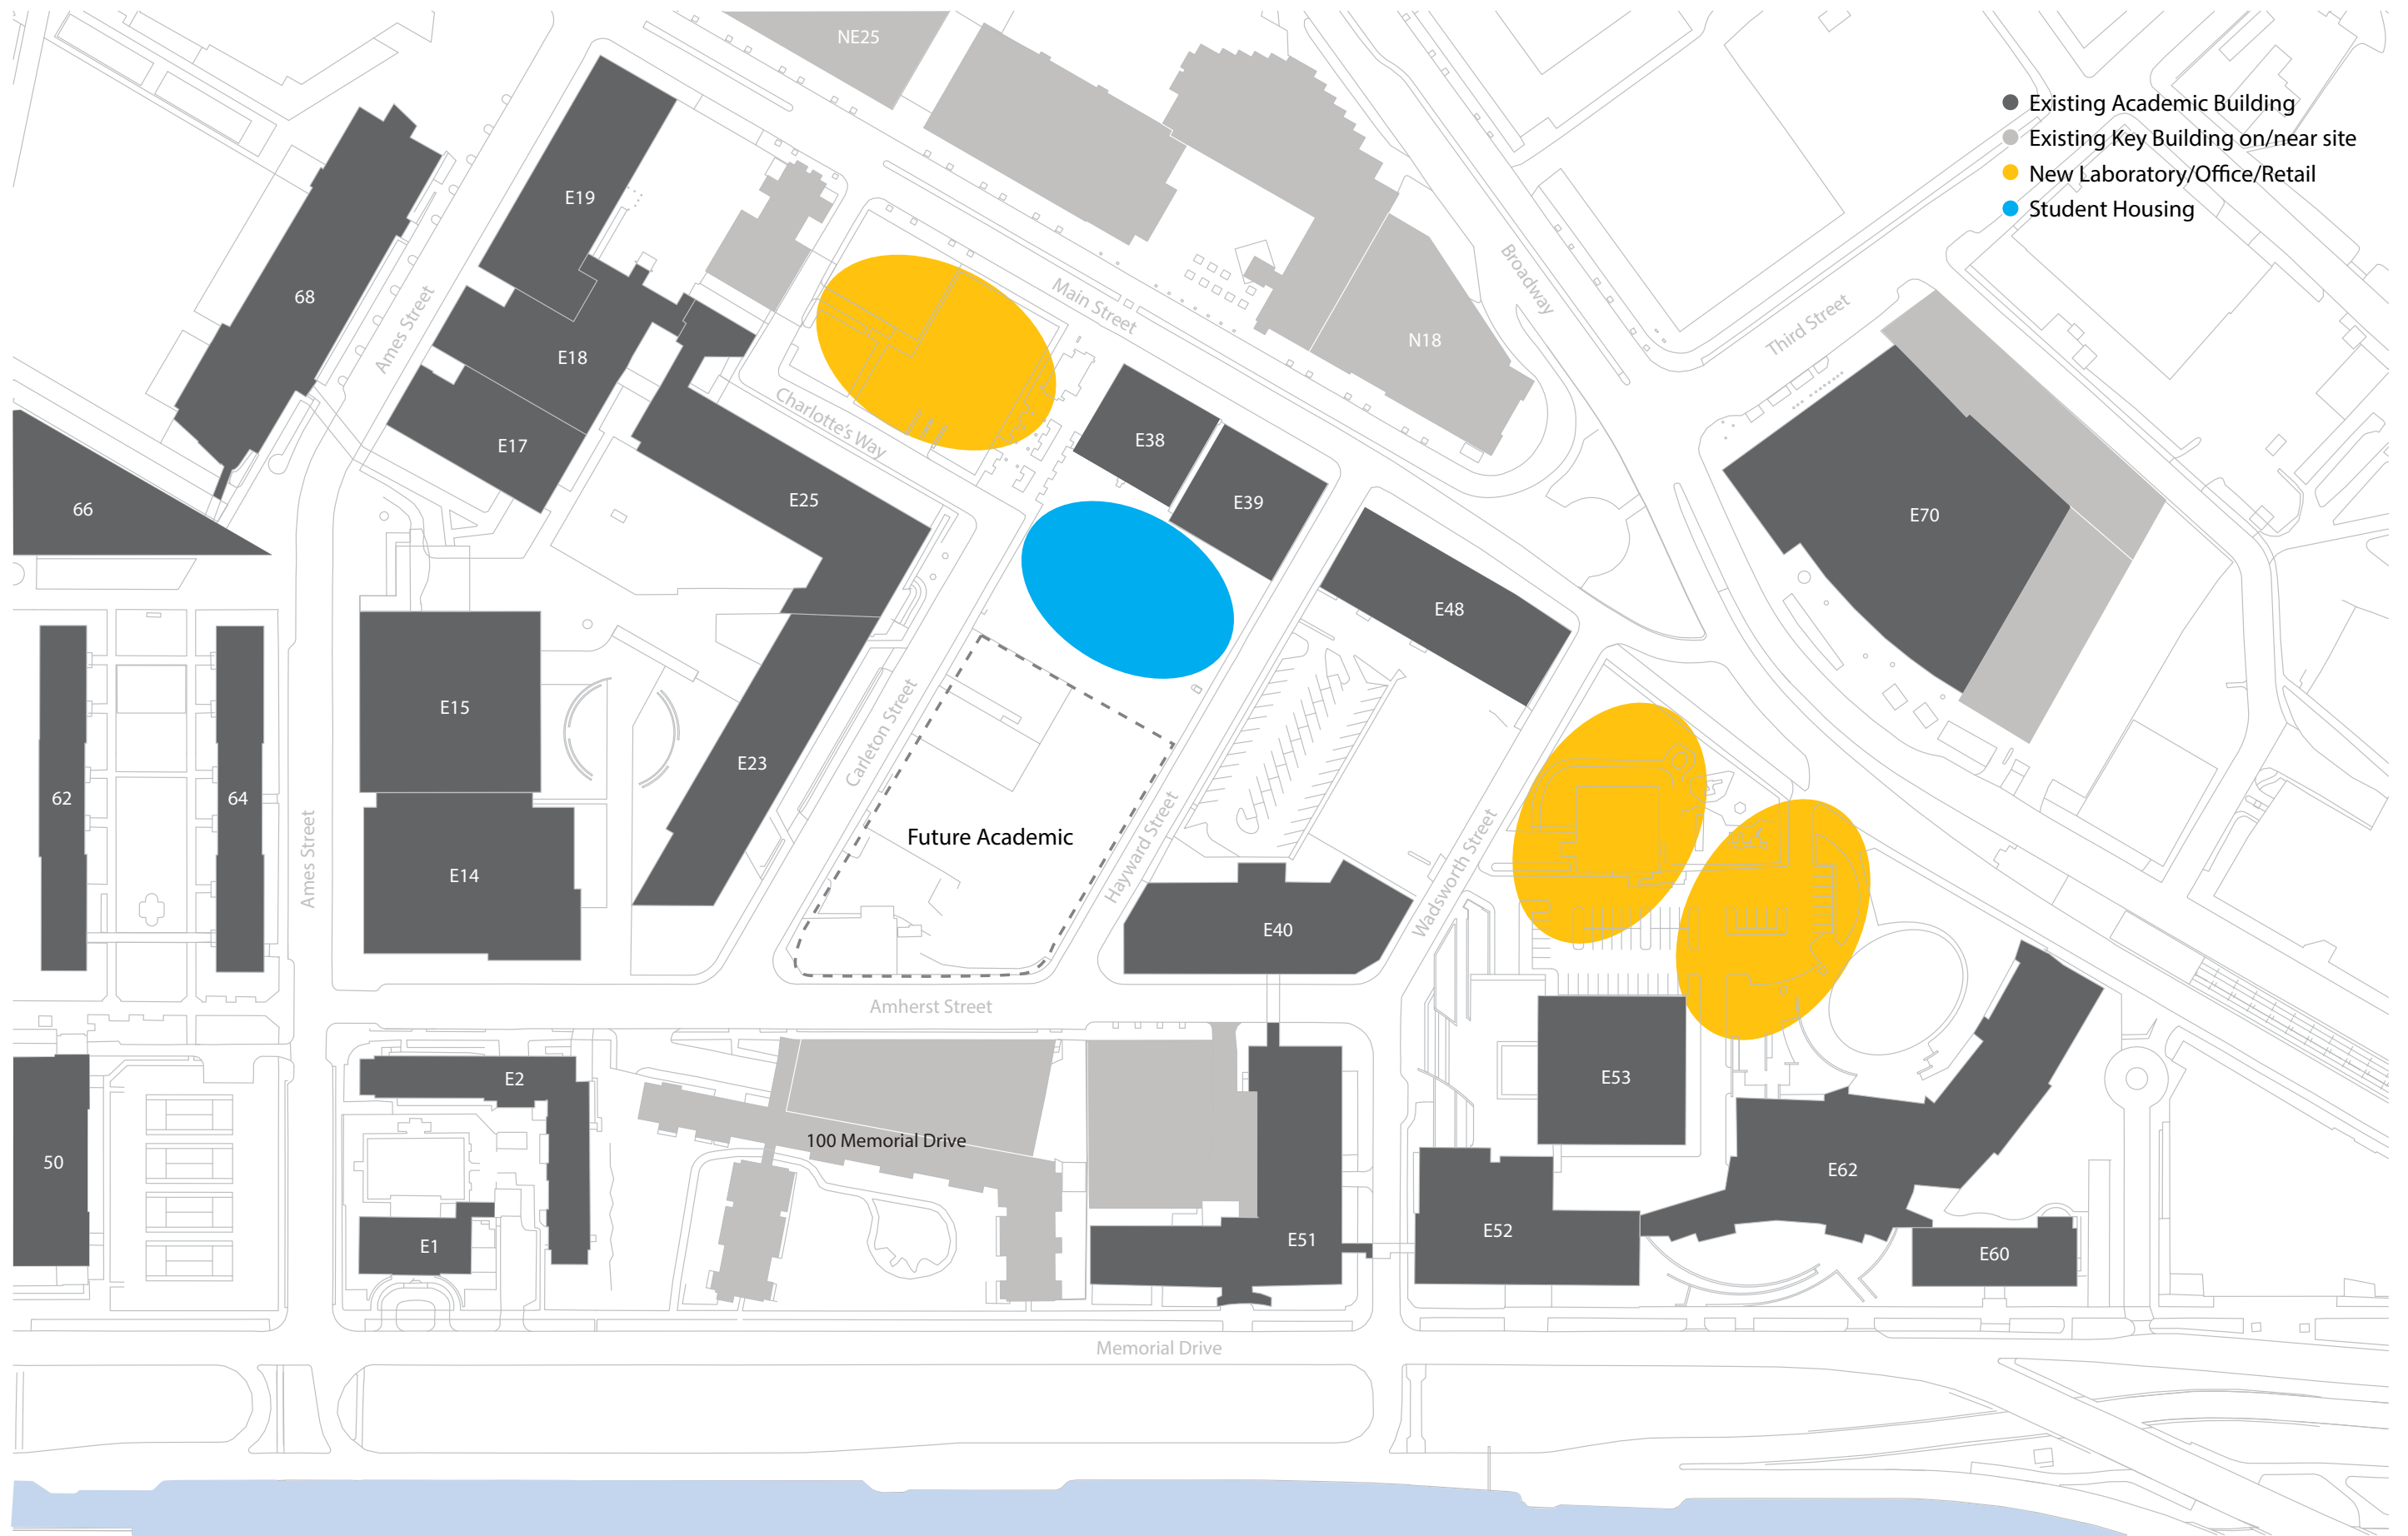 NE25
Existing Academic Building
Existing Key Building on/near site
New Laboratory/Office/Retail
Student Housing
E19
Broadway
68
Main Street
Ames Street
Third Street
N18
E18
Charlotte's Way
E38
E17
E25
E39
66
E70
E48
E15
Carleton Street
E23
62
64
Future Academic
Hayward Street
Ames Street
Wadsworth Street
E14
E40
Amherst Street
E2
E53
100 Memorial Drive
50
E62
E1
E51
E52
E60
Memorial Drive